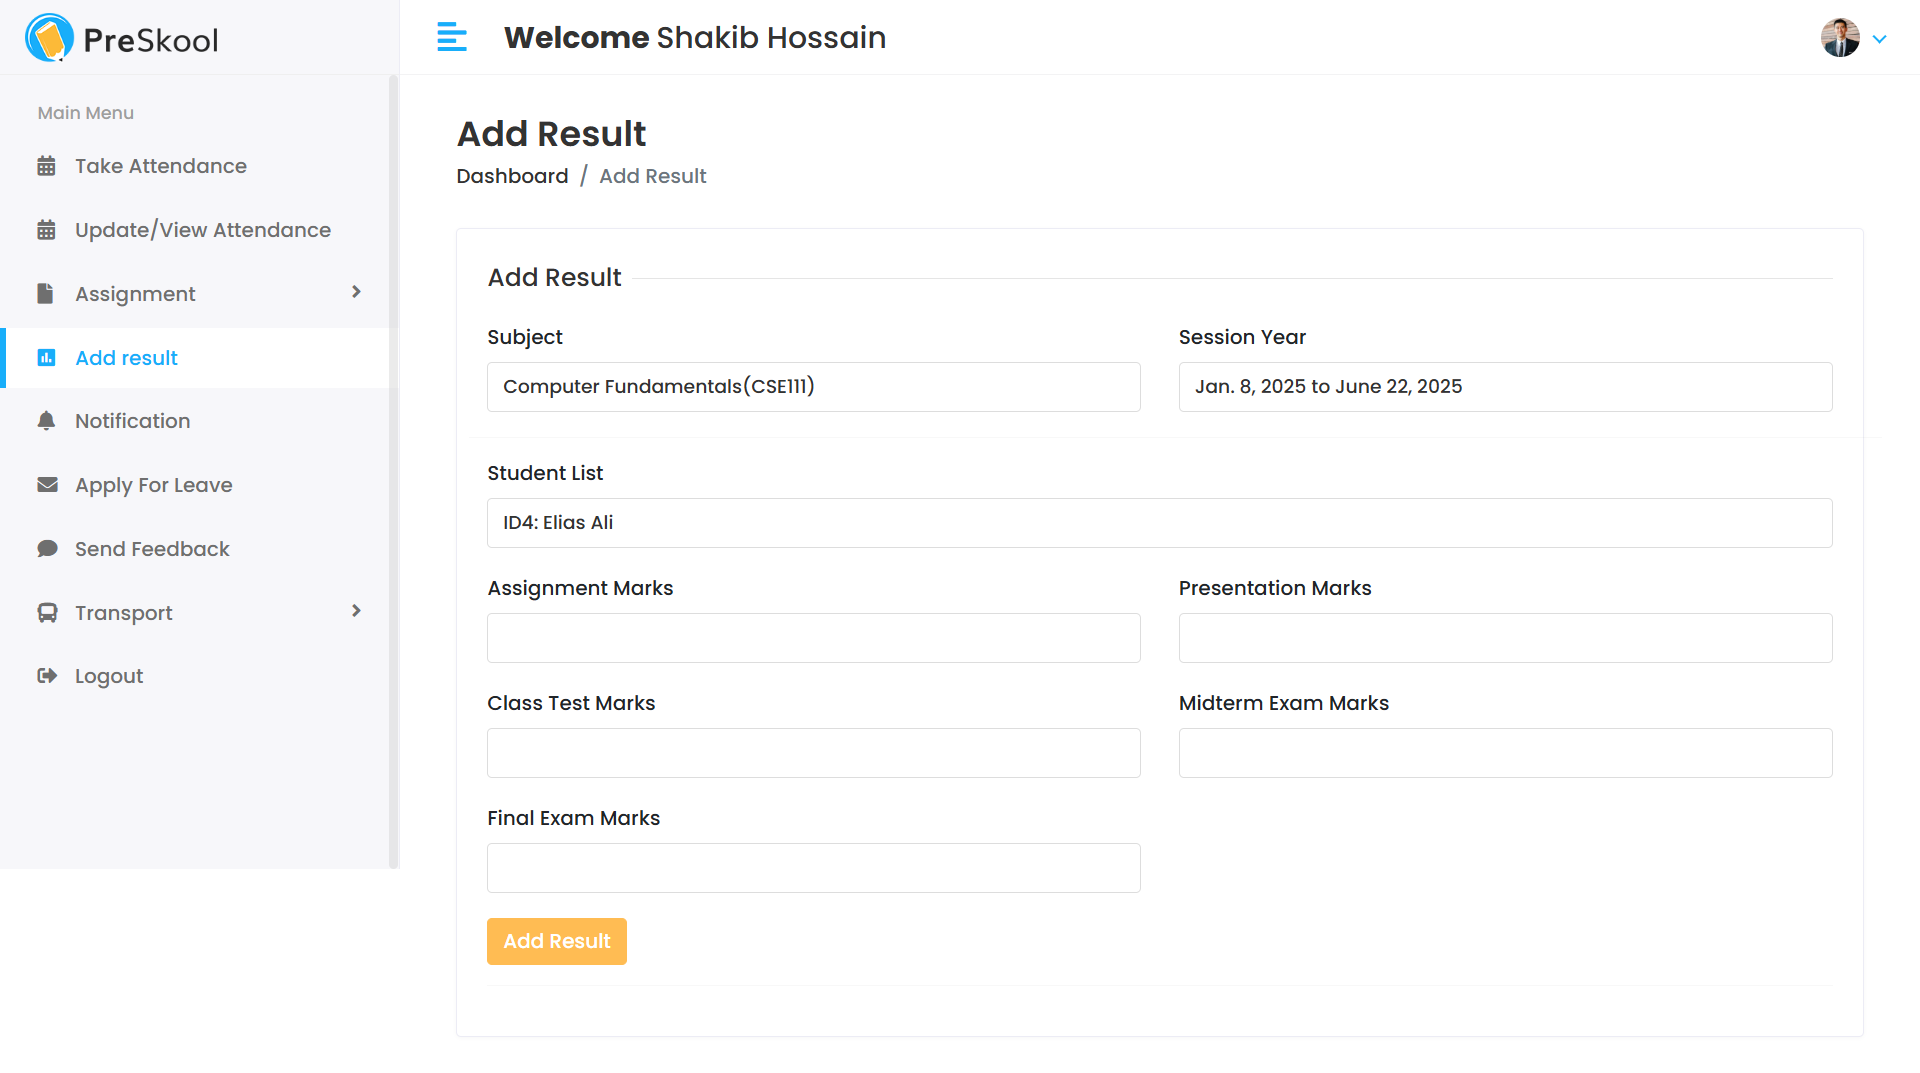 PreSkool
Welcome Shakib Hossain
Main Menu
Take Attendance
Update/View Attendance
Assignment
Add result
Notification
Apply For Leave
Send Feedback
Transport
Logout
Add Result
Dashboard / Add Result
Add Result
Subject
Session Year
Computer Fundamentals(CSE111)
Jan. 8, 2025 to June 22, 2025
Student List
ID4: Elias Ali
Assignment Marks
Presentation Marks
Class Test Marks
Midterm Exam Marks
Final Exam Marks
Add Result